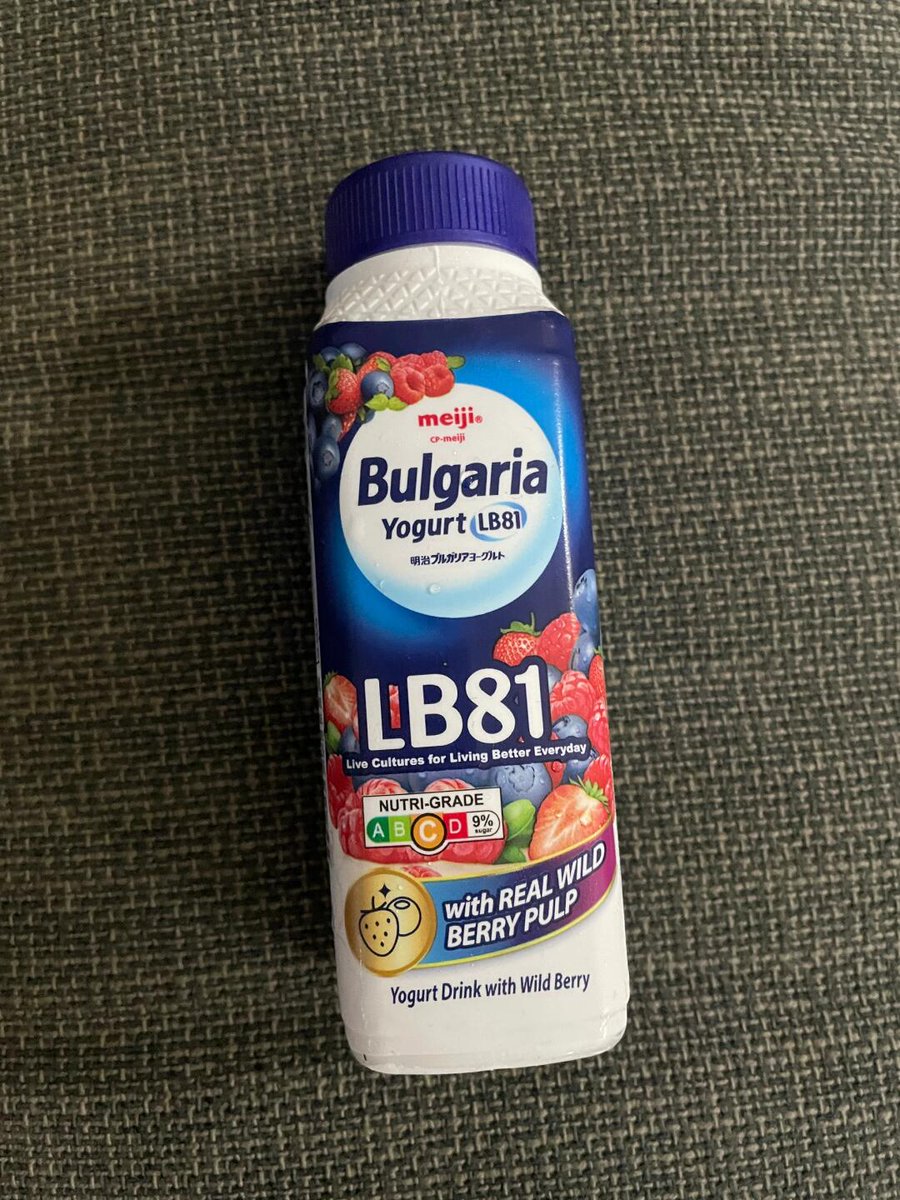 meiji®
CP-meiji
Bulgaria
Yogurt LB81
明治ブルガリアヨーグルト
LB81
Live Cultures for Living Better Everyday
NUTRI-GRADE
A B C D 9% sugar
with REAL WILD
BERRY PULP
Yogurt Drink with Wild Berry